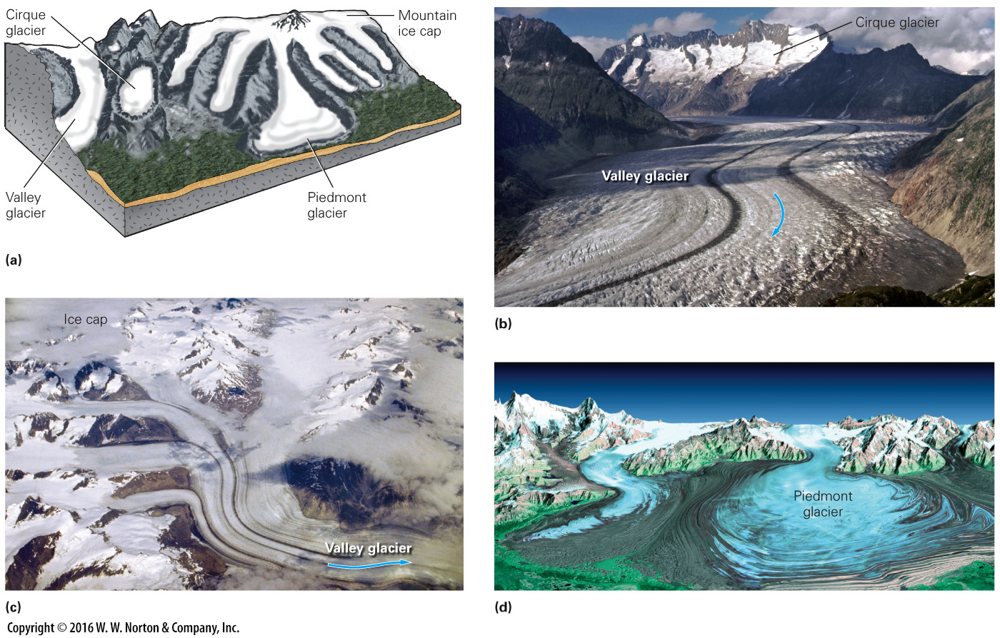 Cirque
glacier
Mountain
ice cap
Valley
glacier
Piedmont
glacier
(a)
Cirque glacier
Valley glacier
(b)
Ice cap
Valley glacier
(c)
Piedmont
glacier
(d)
Copyright © 2016 W. W. Norton & Company, Inc.